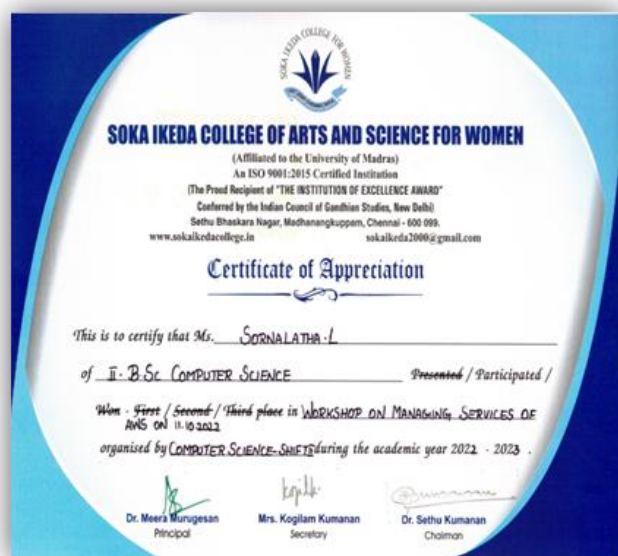 SOKA IKEDA COLLEGE FOR WOMEN
SOKA IKEDA COLLEGE OF ARTS AND SCIENCE FOR WOMEN
(Affiliated to the University of Madras)
An ISO 9001:2015 Certified Institution
(The Proud Recipient of "THE INSTITUTION OF EXCELLENCE AWARD"
Conferred by the Indian Council of Gandhian Studies, New Delhi)
Sethu Bhaskara Nagar, Madhanangkuppam, Chennai - 600 099.
www.sokaikedacollege.in sokaikeda2000@gmail.com
Certificate of Appreciation
This is to certify that Ms. SORNALATHA.L
of II- B.Sc COMPUTER SCIENCE Presented / Participated /
Won - First / Second / Third place in WORKSHOP ON MANAGING SERVICES OF
AWS ON 11.10.2022
organised by COMPUTER SCIENCE-SHIFT during the academic year 2022 - 2023 .
Dr. Meera Murugesan Mrs. Kogilam Kumanan Dr. Sethu Kumanan
Principal Secretary Chairman